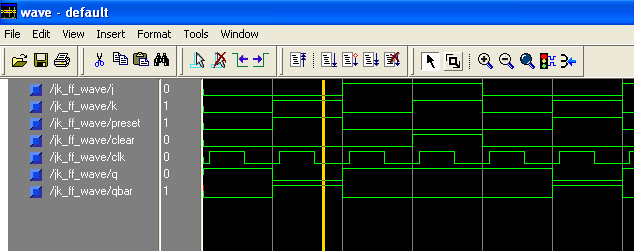 wave - default
File Edit View Insert Format Tools Window
/jk_ff_wave/j 0
/jk_ff_wave/k 1
/jk_ff_wave/preset 1
/jk_ff_wave/clear 0
/jk_ff_wave/clk 0
/jk_ff_wave/q 0
/jk_ff_wave/qbar 1